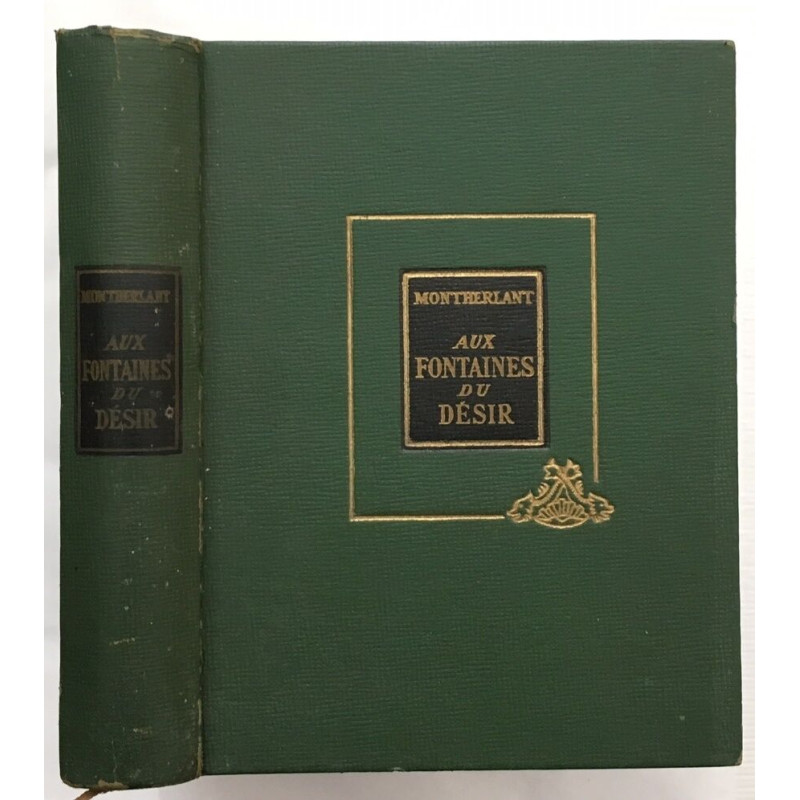 MONTHERLANT
AUX
FONTAINES
DU
DÉSIR
MONTHERLANT
AUX
FONTAINES
DU
DÉSIR